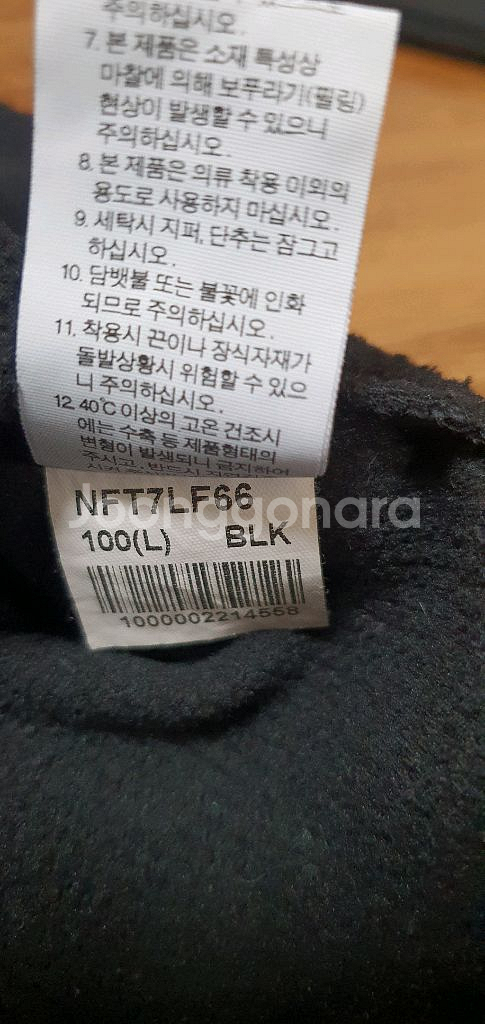 주의하십시오.
7. 본 제품은 소재 특성상
마찰에 의해 보푸라기(필링)
현상이 발생할 수 있으니
주의하십시오.
8. 본 제품은 의류 착용 이외의
용도로 사용하지 마십시오.
9. 세탁시 지퍼, 단추는 잠그고
하십시오.
10. 담뱃불 또는 불꽃에 인화
되므로 주의하십시오.
11. 착용시 끈이나 장식자재가
돌발상황시 위험할 수 있으
니 주의하십시오.
12. 40℃ 이상의 고온 건조시
에는 수축 등 제품형태의
변형이 발생되니 금지하여
주시고, 반드시
NFT7LF66
Joonggonara
100(L) BLK
1000002214558